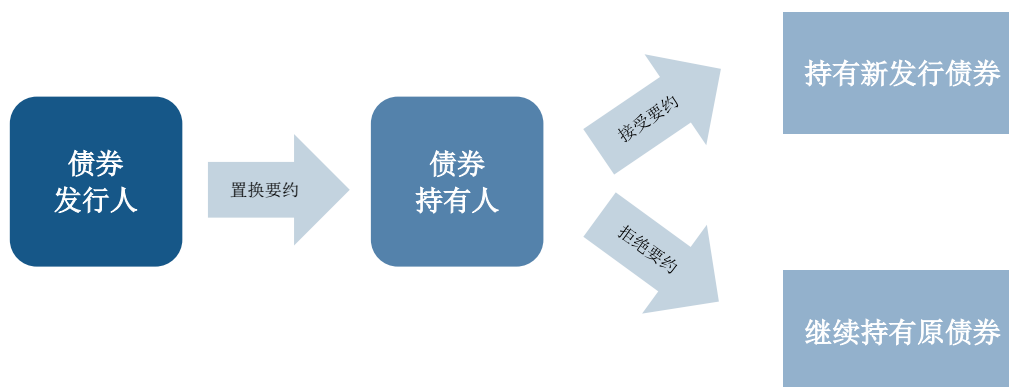 债券
发行人
置换要约
债券
持有人
接受要约
持有新发行债券
拒绝要约
继续持有原债券